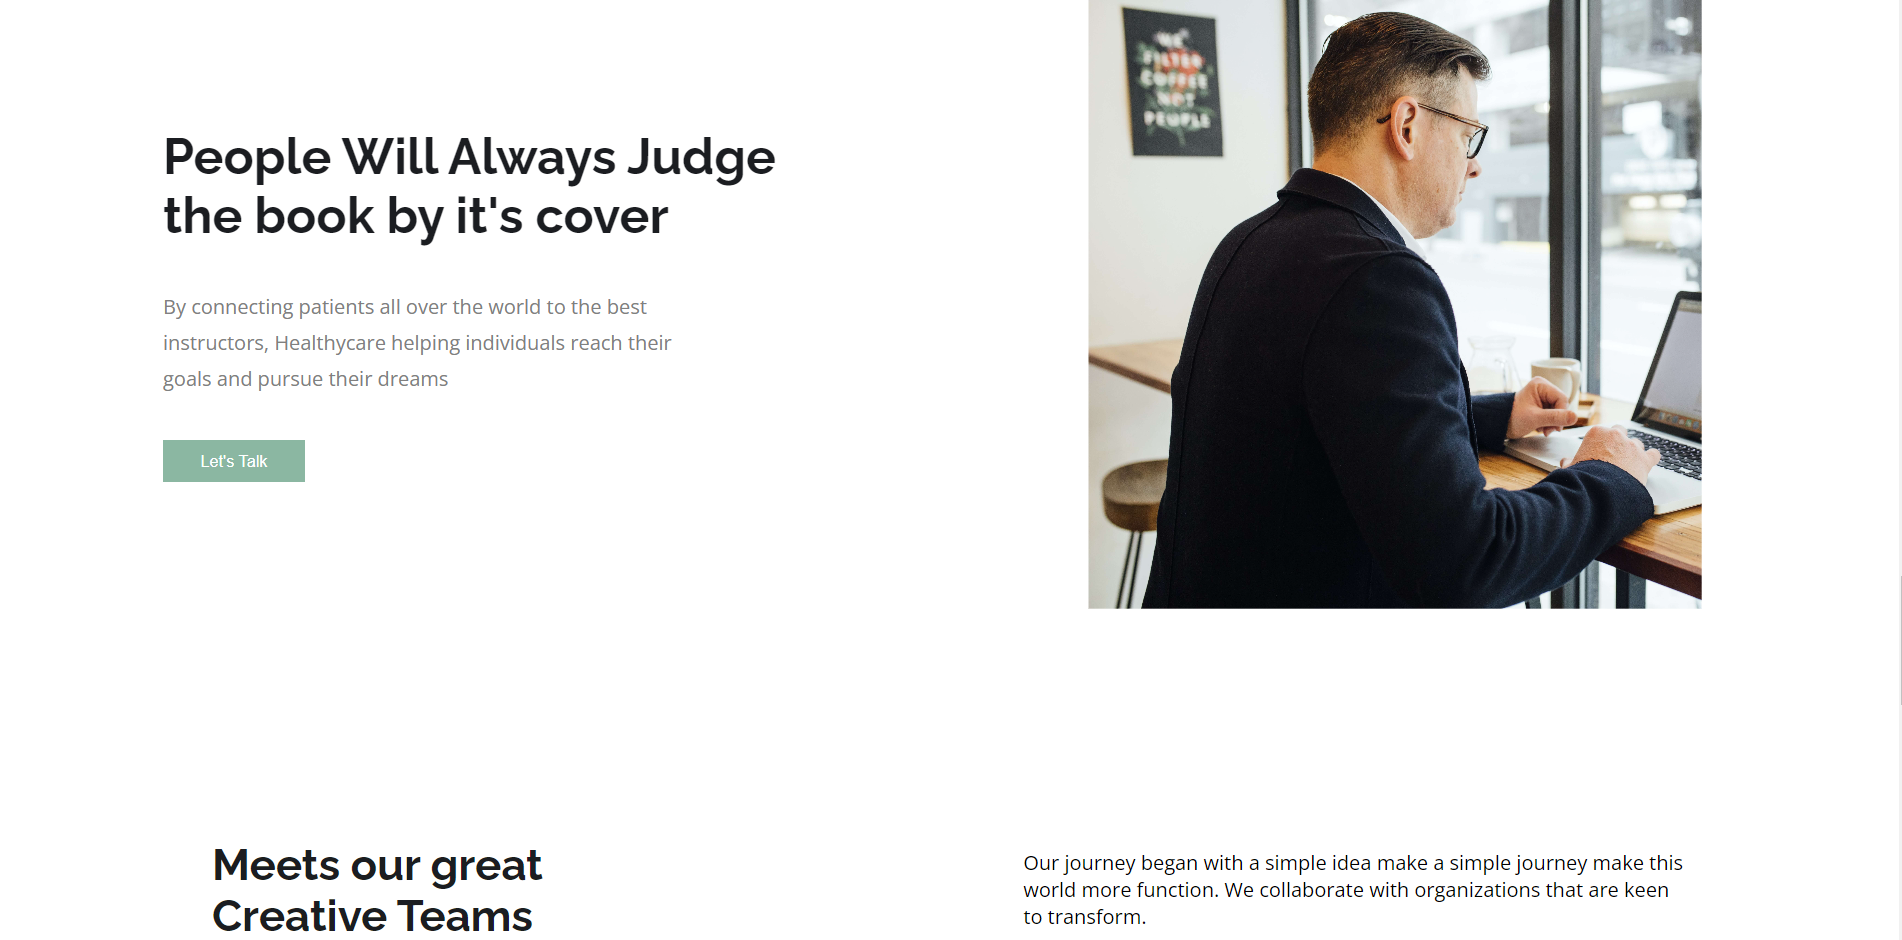 WE
FILTER
COFFEE
NOT
PEOPLE
People Will Always Judge
the book by it's cover
By connecting patients all over the world to the best
instructors, Healthycare helping individuals reach their
goals and pursue their dreams
Let's Talk
Meets our great
Creative Teams
Our journey began with a simple idea make a simple journey make this
world more function. We collaborate with organizations that are keen
to transform.